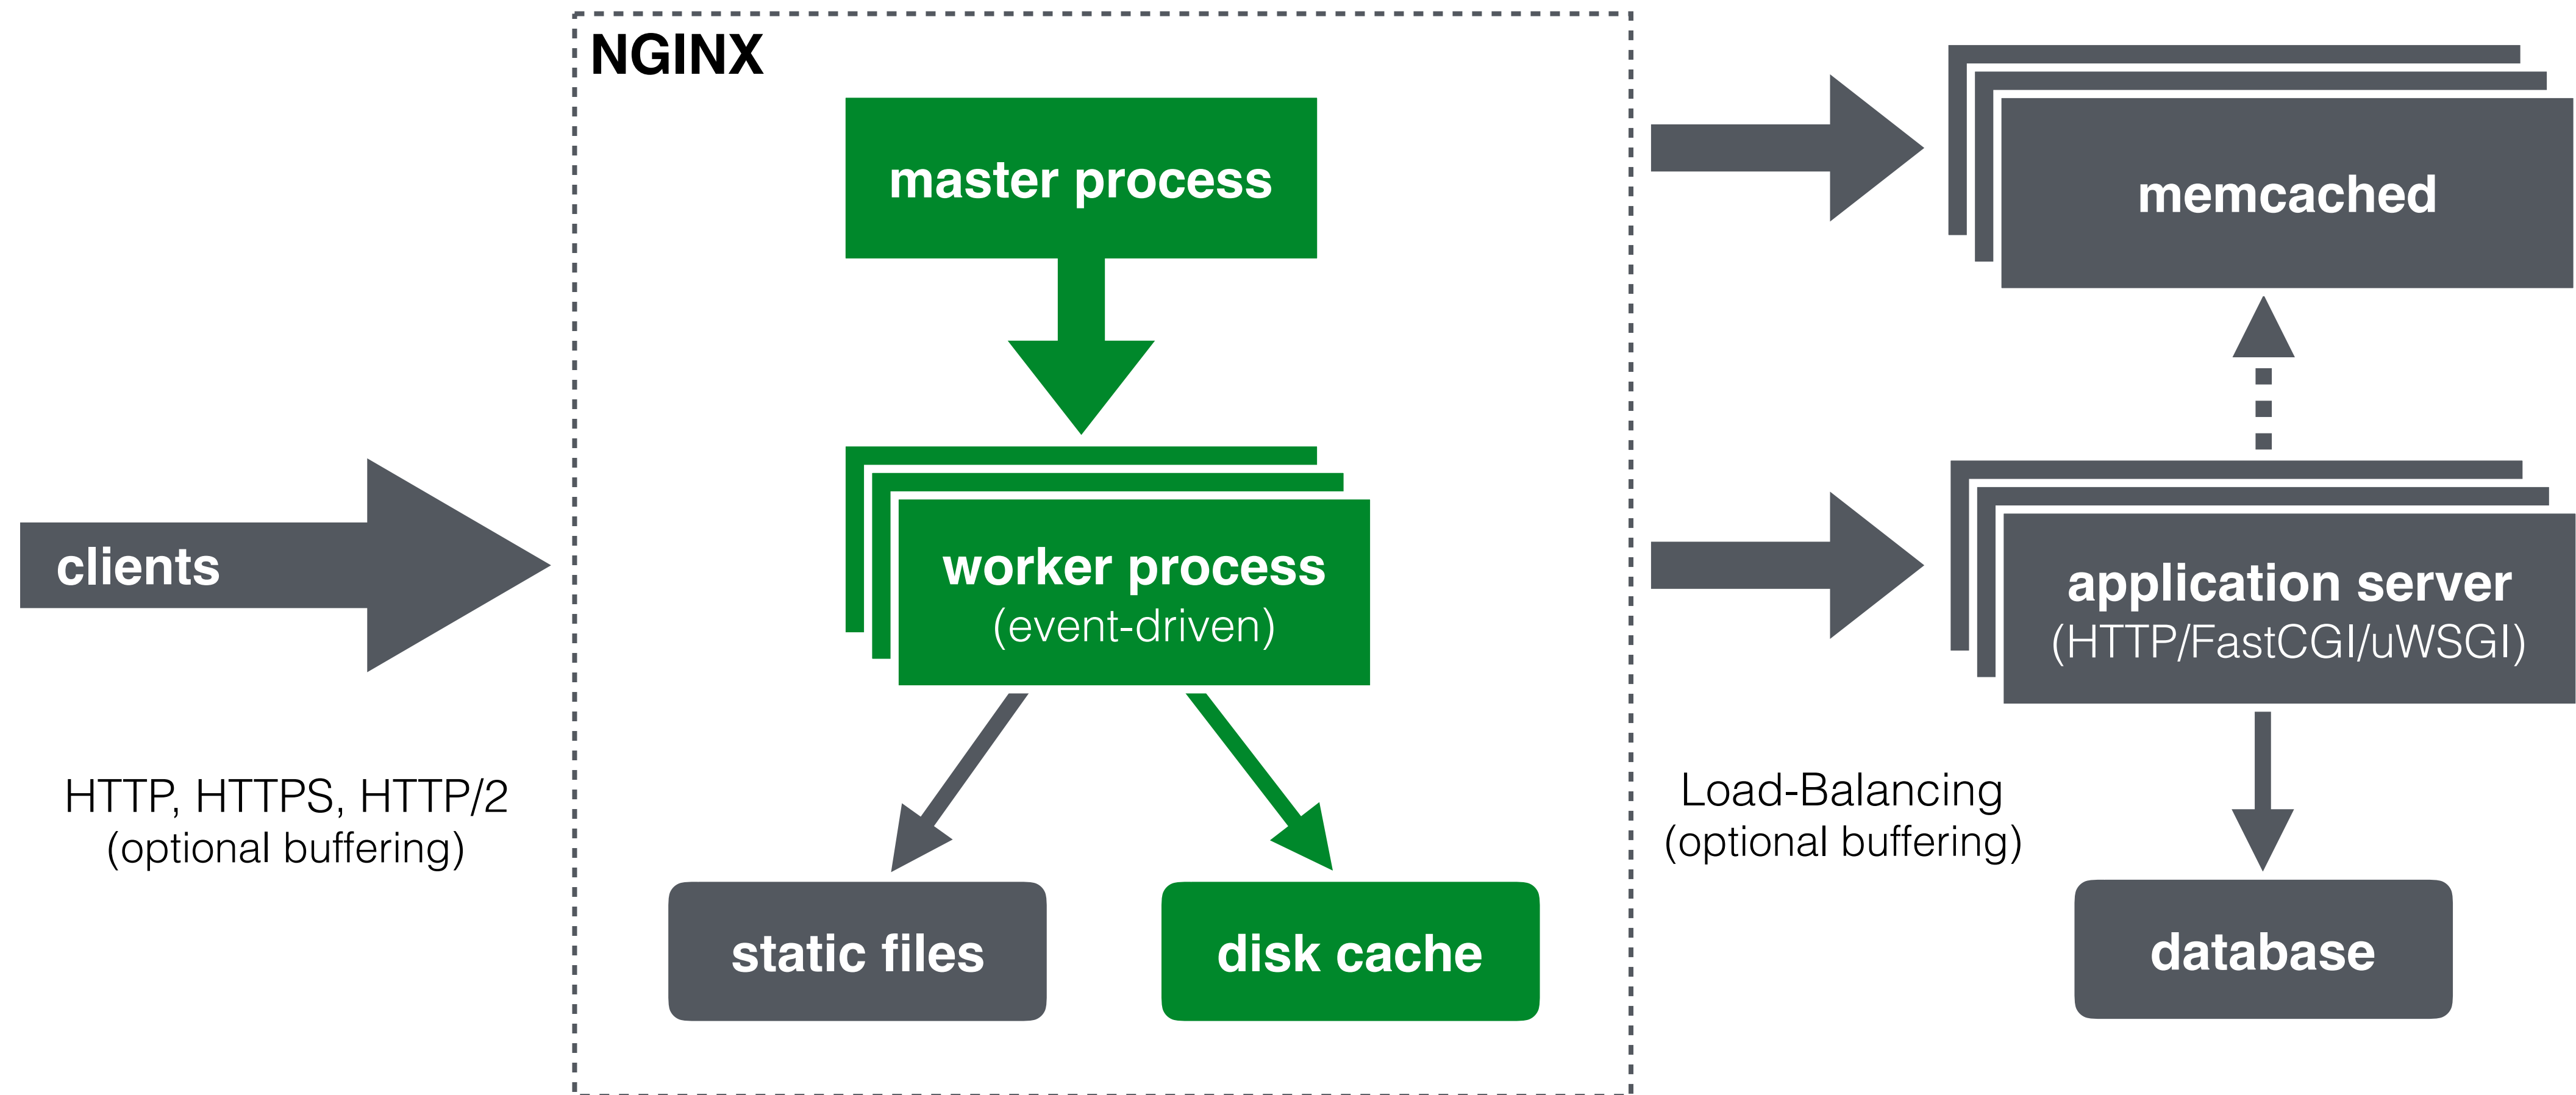 NGINX
master process
memcached
clients
worker process
(event-driven)
application server
(HTTP/FastCGI/uWSGI)
HTTP, HTTPS, HTTP/2
(optional buffering)
Load-Balancing
(optional buffering)
static files
disk cache
database